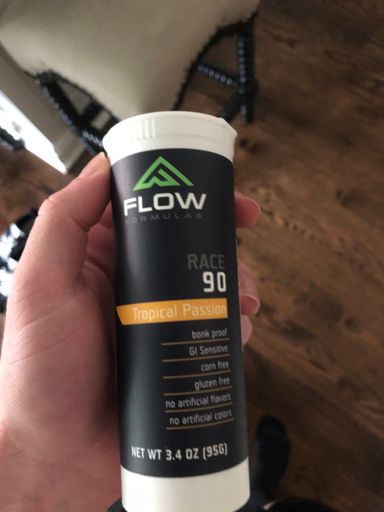 FLOW
FORMULAS
RACE
90
Tropical Passion
bonk proof
GI Sensitive
corn free
gluten free
no artificial flavors
no artificial colors
NET WT 3.4 OZ (95G)